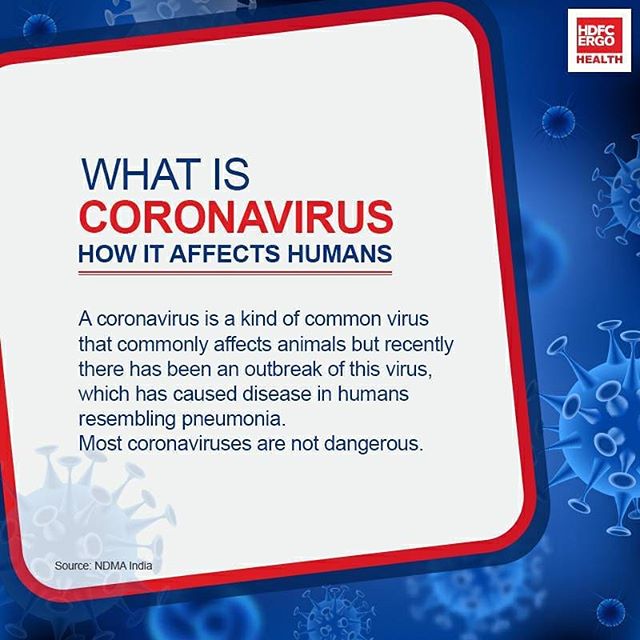 HDFC
ERGO
HEALTH
WHAT IS
CORONAVIRUS
HOW IT AFFECTS HUMANS
A coronavirus is a kind of common virus
that commonly affects animals but recently
there has been an outbreak of this virus,
which has caused disease in humans
resembling pneumonia.
Most coronaviruses are not dangerous.
Source: NDMA India